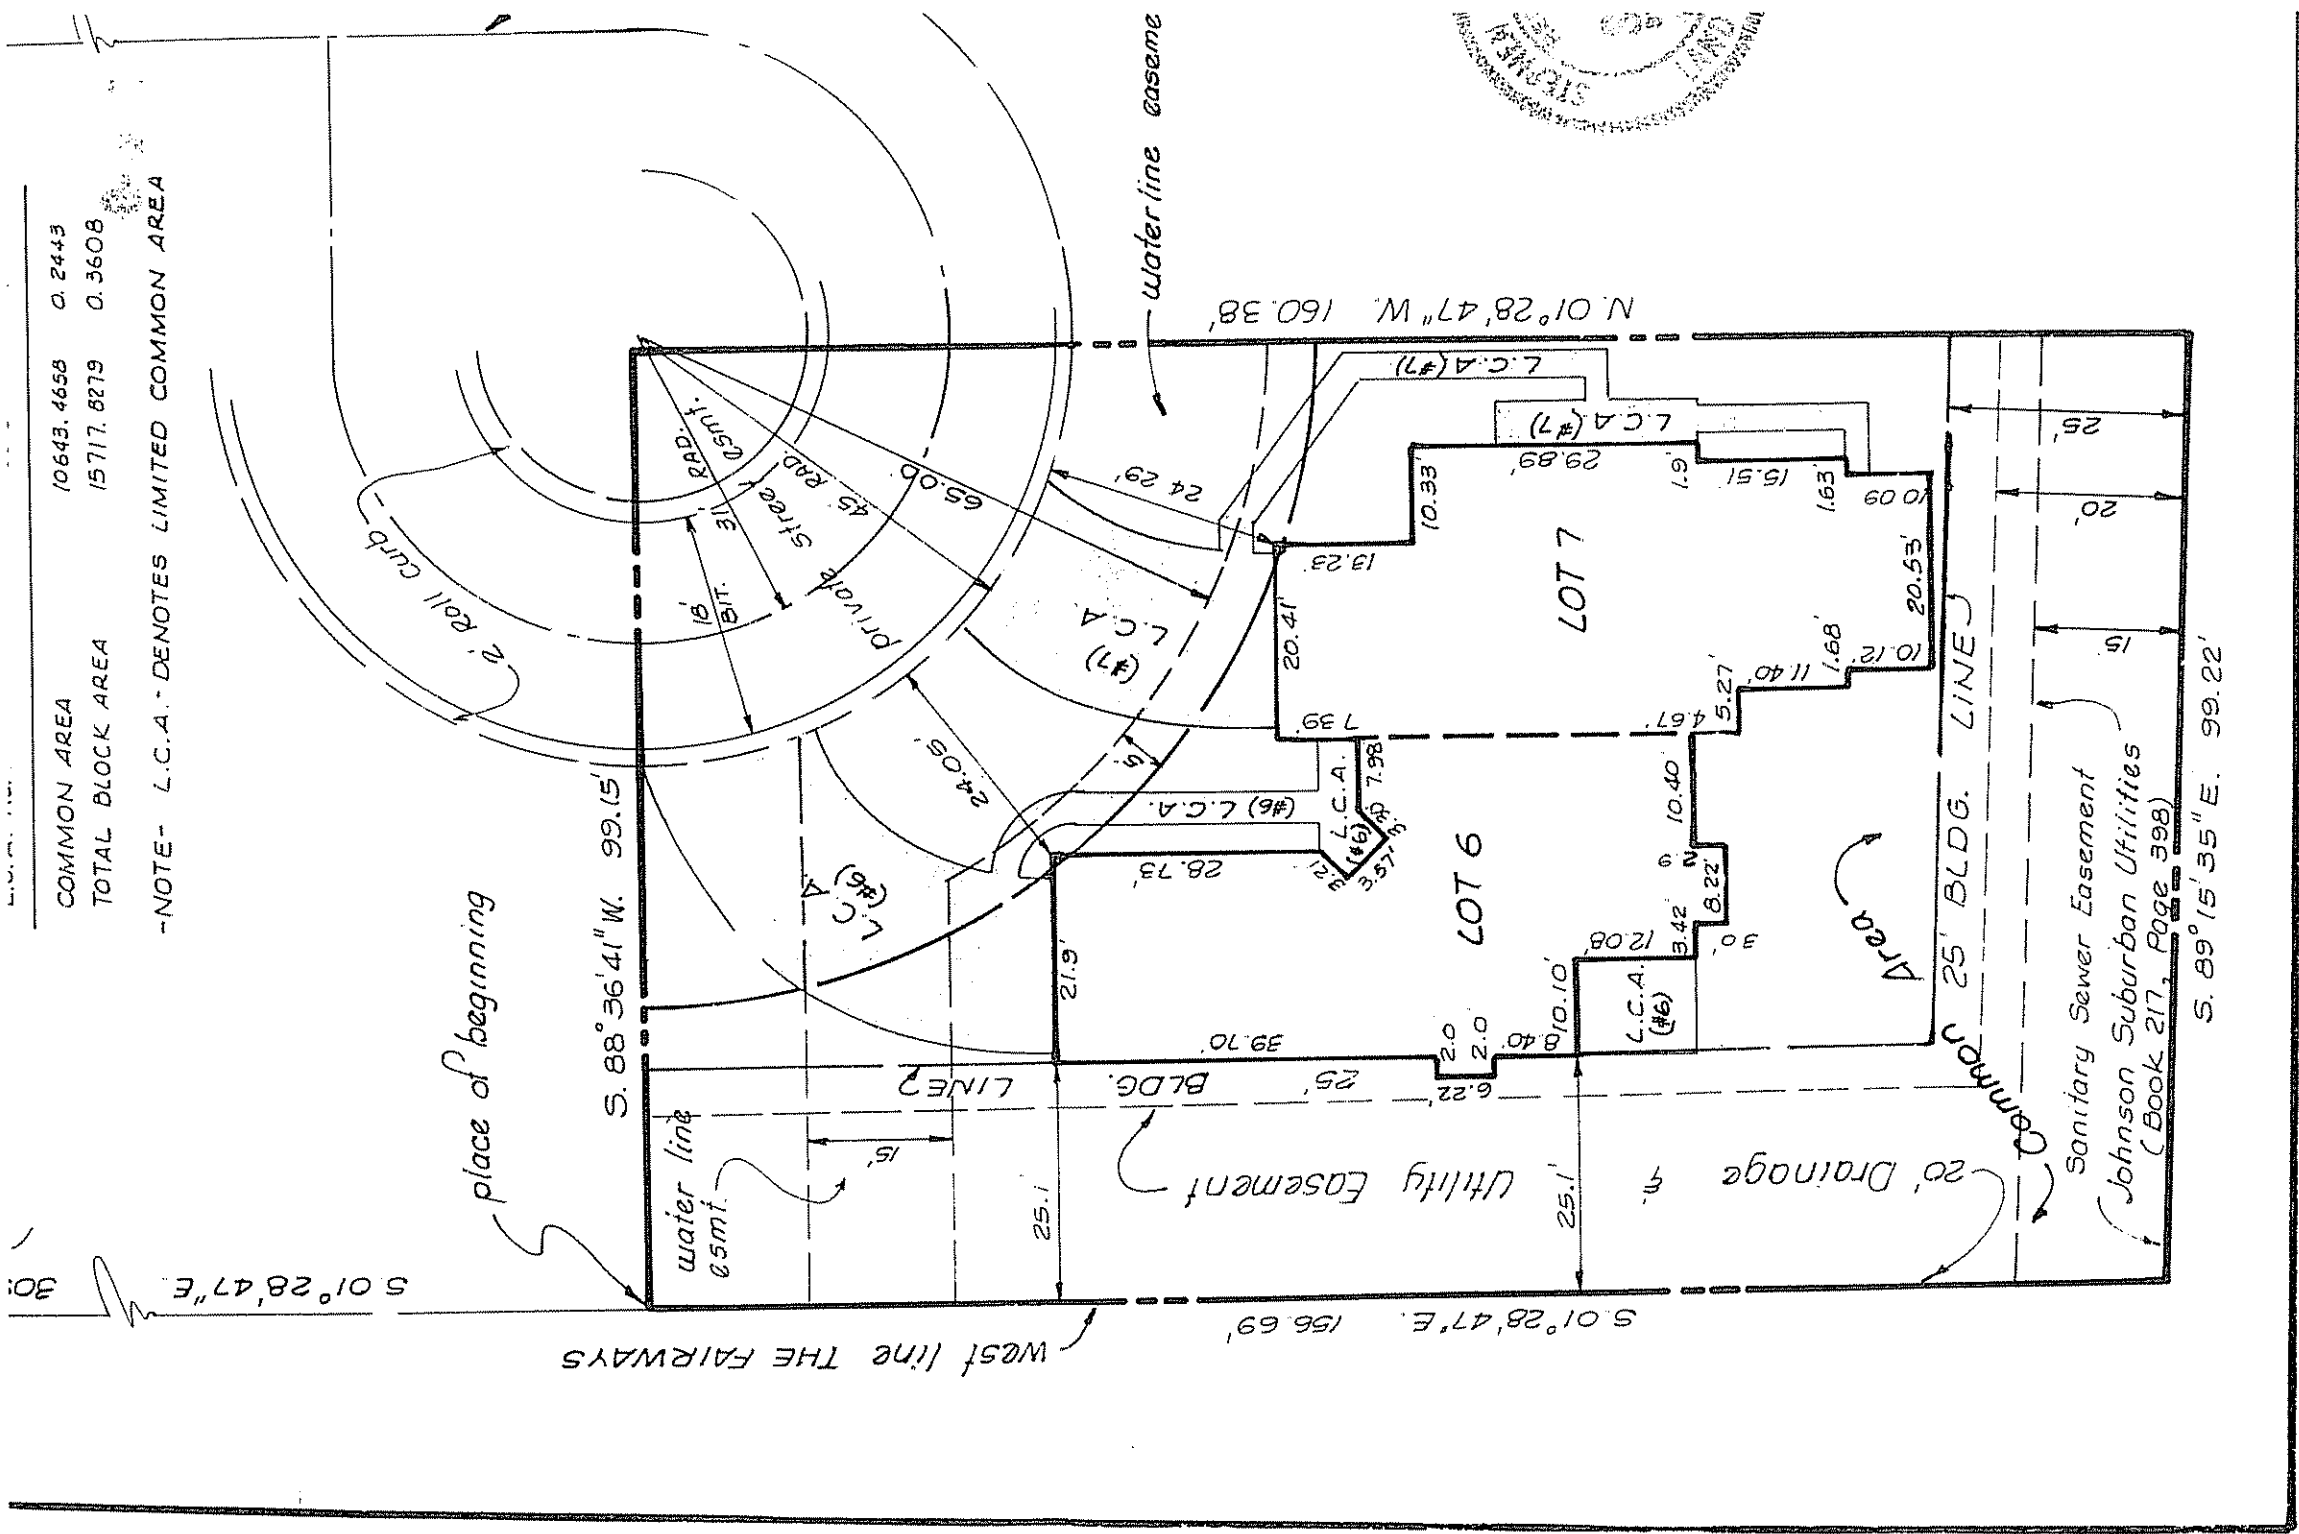 COMMON AREA 10643.4658 0.2443
TOTAL BLOCK AREA 15717.8279 0.3608
-NOTE- L.C.A.- DENOTES LIMITED COMMON AREA
2' Roll curb
place of beginning
S. 88° 36' 41" W. 99.15'
S. 01° 28' 47" E.
west line THE FAIRWAYS
S. 01° 28' 47" E. 156.69'
N. 01° 28' 47" W. 160.38'
S. 89° 15' 35" E. 99.22'
waterline easeme
31' RAD.
private street esmt.
45' RAD.
65.00'
18'
BIT.
24.29'
24.05'
5'
L.C.A
(#7)
L.C.A
(#6)
L.C.A (#7)
L.C.A (#7)
(#6) L.C.A.
L.C.A.
(#6)
L.C.A.
(#6)
LOT 7
20.41'
13.23'
10.33'
29.89'
1.9'
15.51'
1.63'
10.09
20.53'
10.12'
1.68'
11.40'
5.27'
4.67'
7.39'
LOT 6
7.98'
3.57'
3.21'
28.73'
21.9'
39.70'
2.0
6.22'
2.0
8.40'
10.10'
12.08'
3.42'
3.0'
8.22'
10.40'
25' BLDG. LINE
25' BLDG. LINE
water line
esmt.
15'
25.1'
25.1'
20' Drainage & Utility Easement
Common Area
25'
20'
15'
Sanitary Sewer Easement
Johnson Suburban Utilities
(Book 217, Page 398)